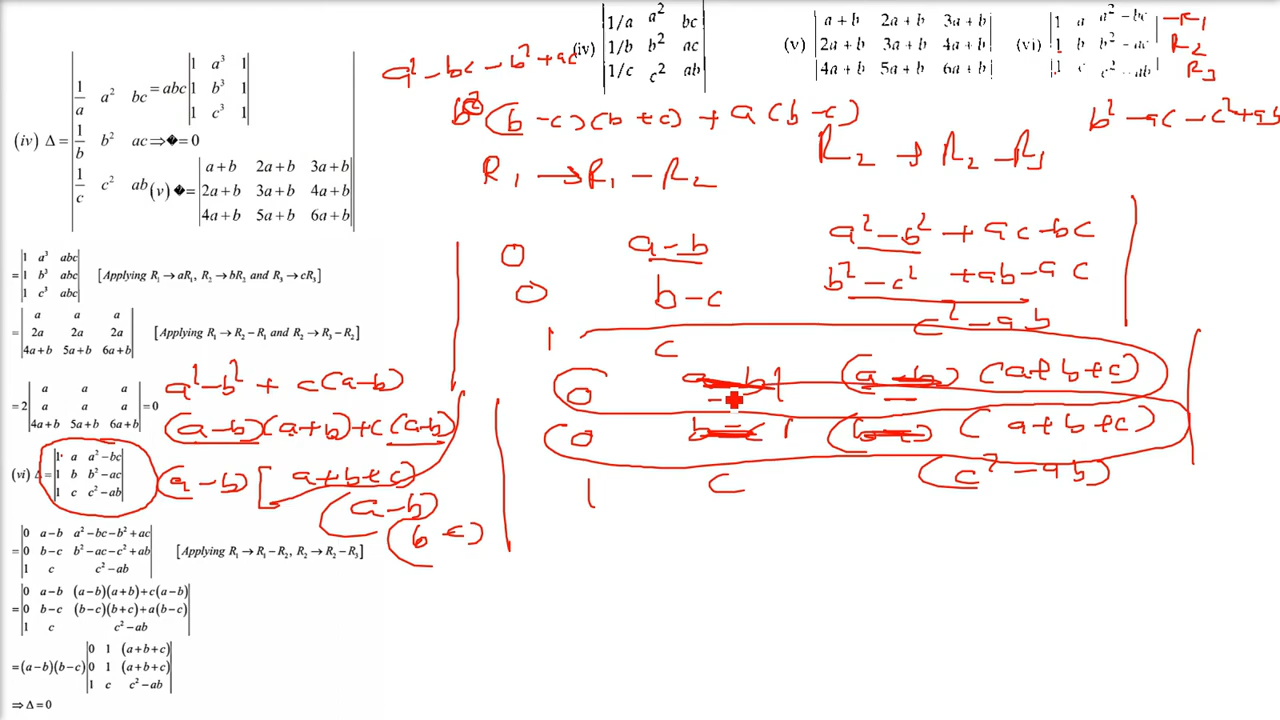 (iv) |1/a a² bc|
|1/b b² ac|
|1/c c² ab|
(v) |a+b 2a+b 3a+b|
|2a+b 3a+b 4a+b|
|4a+b 5a+b 6a+b|
(vi) |1 a a²-bc| -R₁
|1 b b²-ac| R₂
|1 c c²-ab| R₃
a² - bc - b² + ac
(b-c)(b+c) + a(b-c)
b² - ac - c² + ab
R₁ → R₁ - R₂
R₂ → R₂ - R₃
(iv) Δ = |1/a a² bc = abc |1 a³ 1|
|1 b³ 1|
|1 c³ 1|
1/b b² ac ⇒ � = 0
1/c c² ab (v) � = |a+b 2a+b 3a+b|
|2a+b 3a+b 4a+b|
|4a+b 5a+b 6a+b|
= |1 a³ abc|
|1 b³ abc| [Applying R₁ → aR₁, R₂ → bR₂ and R₃ → cR₃]
|1 c³ abc|
= |a a a|
|2a 2a 2a| [Applying R₁ → R₂ - R₁ and R₂ → R₃ - R₂]
|4a+b 5a+b 6a+b|
= 2 |a a a|
|a a a| = 0
|4a+b 5a+b 6a+b|
(vi) Δ = |1 a a²-bc|
|1 b b²-ac|
|1 c c²-ab|
= |0 a-b a²-bc-b²+ac|
|0 b-c b²-ac-c²+ab| [Applying R₁ → R₁ - R₂, R₂ → R₂ - R₃]
|1 c c²-ab|
= |0 a-b (a-b)(a+b)+c(a-b)|
|0 b-c (b-c)(b+c)+a(b-c)|
|1 c c²-ab|
= (a-b)(b-c) |0 1 (a+b+c)|
|0 1 (a+b+c)|
|1 c c²-ab|
⇒ Δ = 0
0 a-b a²-b² + ac-bc
0 b-c b²-c² + ab-ac
1 c c²-ab
a²-b² + c(a-b)
(a-b)(a+b)+c(a-b)
(a-b)[a+b+c)
(a-b)
(b-c)
0 a-b 1 (a-b) (a+b+c)
0 b-c 1 (b-c) (a+b+c)
1 c (c²-ab)